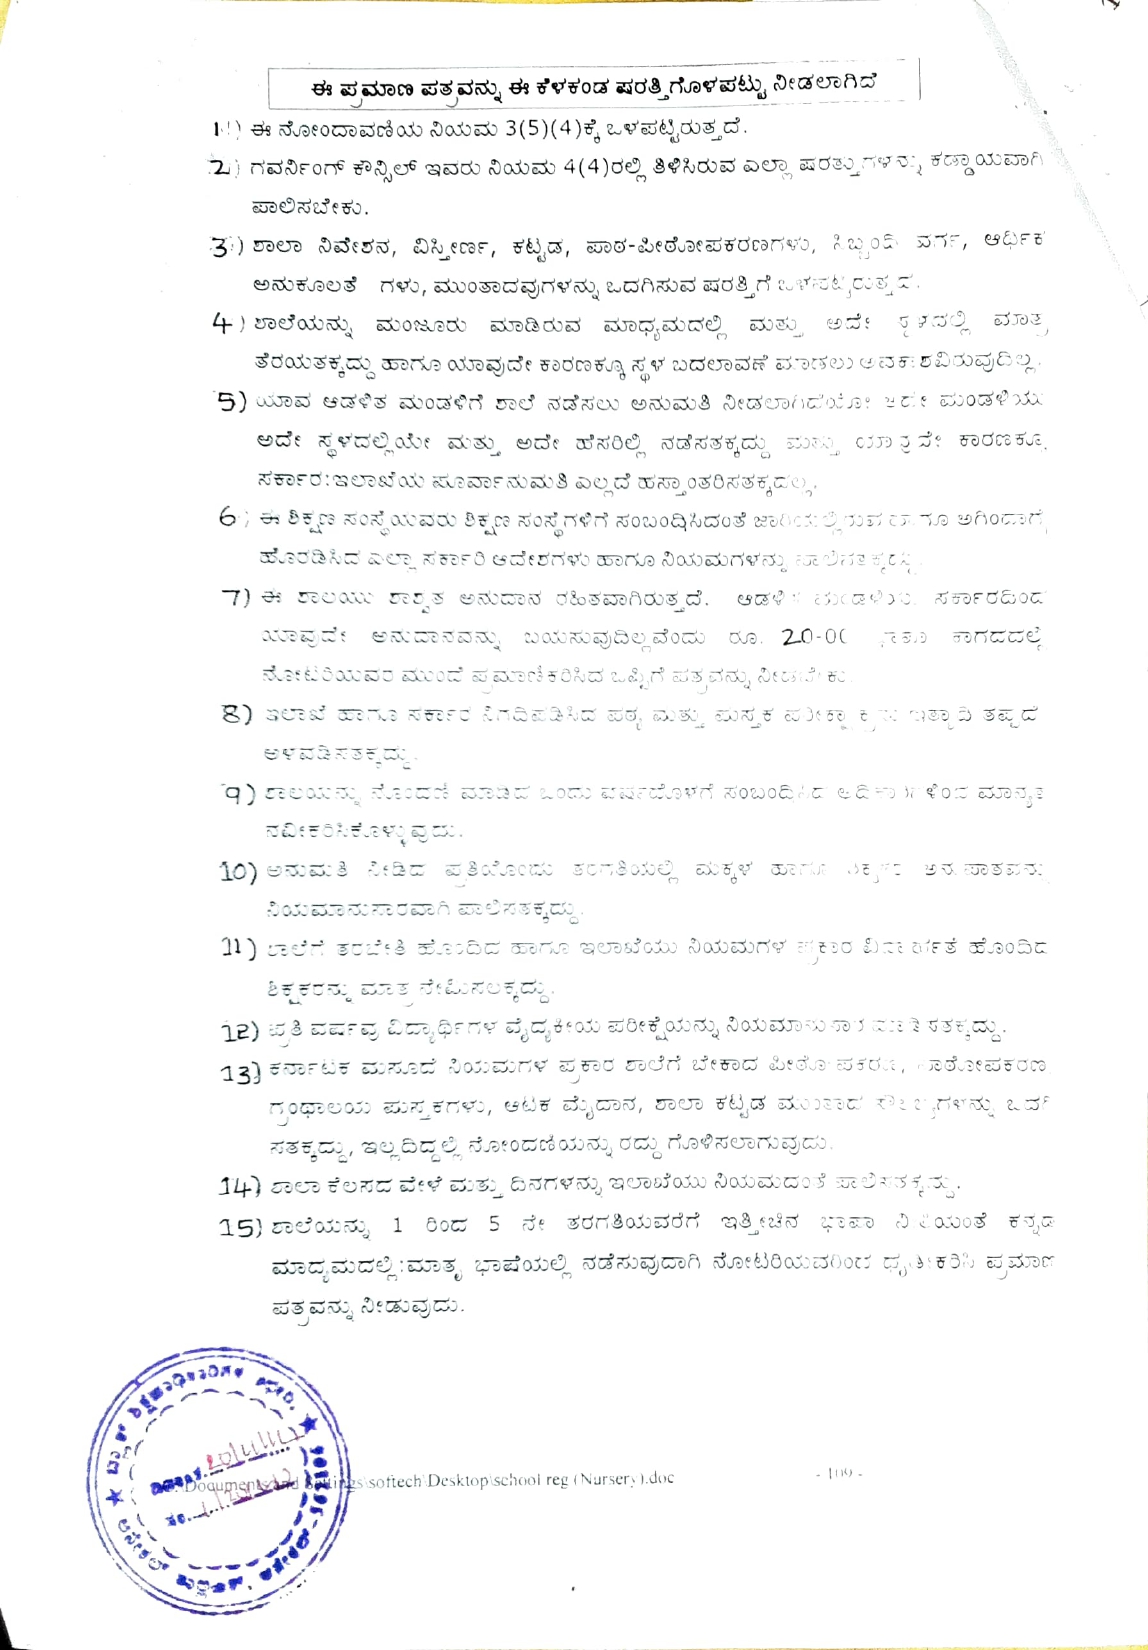 ಈ ಪ್ರಮಾಣ ಪತ್ರವನ್ನು ಈ ಕೆಳಕಂಡ ಷರತ್ತಿಗೊಳಪಟ್ಟು ನೀಡಲಾಗಿದೆ
1) ಈ ನೋಂದಾವಣಿಯ ನಿಯಮ 3(5)(4)ಕ್ಕೆ ಒಳಪಟ್ಟಿರುತ್ತದೆ.
2) ಗವರ್ನಿಂಗ್ ಕೌನ್ಸಿಲ್ ಇವರು ನಿಯಮ 4(4)ರಲ್ಲಿ ತಿಳಿಸಿರುವ ಎಲ್ಲಾ ಷರತ್ತುಗಳನ್ನು ಕಡ್ಡಾಯವಾಗಿ
ಪಾಲಿಸಬೇಕು.
3) ಶಾಲಾ ನಿವೇಶನ, ವಿಸ್ತೀರ್ಣ, ಕಟ್ಟಡ, ಪಾಠ-ಪೀಠೋಪಕರಣಗಳು, ಸಿಬ್ಬಂದಿ ವರ್ಗ, ಆರ್ಥಿಕ
ಅನುಕೂಲತೆ ಗಳು, ಮುಂತಾದವುಗಳನ್ನು ಒದಗಿಸುವ ಷರತ್ತಿಗೆ ಒಳಪಟ್ಟಿರುತ್ತದೆ.
4) ಶಾಲೆಯನ್ನು ಮಂಜೂರು ಮಾಡಿರುವ ಮಾಧ್ಯಮದಲ್ಲಿ ಮತ್ತು ಅದೇ ಸ್ಥಳದಲ್ಲಿ ಮಾತ್ರ
ತೆರಯತಕ್ಕದ್ದು ಹಾಗೂ ಯಾವುದೇ ಕಾರಣಕ್ಕೂ ಸ್ಥಳ ಬದಲಾವಣೆ ಮಾಡಲು ಅವಕಾಶವಿರುವುದಿಲ್ಲ.
5) ಯಾವ ಆಡಳಿತ ಮಂಡಳಿಗೆ ಶಾಲೆ ನಡೆಸಲು ಅನುಮತಿ ನೀಡಲಾಗಿದೆಯೋ ಅದೇ ಮಂಡಳಿಯು
ಅದೇ ಸ್ಥಳದಲ್ಲಿಯೇ ಮತ್ತು ಅದೇ ಹೆಸರಿಲ್ಲಿ ನಡೆಸತಕ್ಕದ್ದು ಮತ್ತು ಯಾವುದೇ ಕಾರಣಕ್ಕೂ
ಸರ್ಕಾರ:ಇಲಾಖೆಯ ಪೂರ್ವಾನುಮತಿ ಎಲ್ಲದೆ ಹಸ್ತಾಂತರಿಸತಕ್ಕದಲ್ಲ.
6) ಈ ಶಿಕ್ಷಣ ಸಂಸ್ಥೆಯವರು ಶಿಕ್ಷಣ ಸಂಸ್ಥೆಗಳಿಗೆ ಸಂಬಂಧಿಸಿದಂತೆ ಜಾರಿಯಲ್ಲಿರುವ ಹಾಗೂ ಆಗಿಂದಾಗ್ಗೆ
ಹೊರಡಿಸಿದ ಎಲ್ಲಾ ಸರ್ಕಾರಿ ಆದೇಶಗಳು ಹಾಗೂ ನಿಯಮಗಳನ್ನು ಪಾಲಿಸತಕ್ಕದ್ದು.
7) ಈ ಶಾಲಯು ಶಾಶ್ವತ ಅನುದಾನ ರಹಿತವಾಗಿರುತ್ತದೆ. ಆಡಳಿತ ಮಂಡಳಿಯು ಸರ್ಕಾರದಿಂದ
ಯಾವುದೇ ಅನುದಾನವನ್ನು ಬಯಸುವುದಿಲ್ಲವೆಂದು ರೂ. 20-00 ಕಾಗದದಲ್ಲಿ
ನೋಟರಿಯವರ ಮುಂದೆ ಪ್ರಮಾಣಿಕರಿಸಿದ ಒಪ್ಪಿಗೆ ಪತ್ರವನ್ನು ನೀಡಬೇಕು.
8) ಇಲಾಖೆ ಹಾಗೂ ಸರ್ಕಾರ ನಿಗದಿಪಡಿಸಿದ ಪಠ್ಯ ಮತ್ತು ಪುಸ್ತಕ ಪರೀಕ್ಷಾ ಕ್ರಮ ಇತ್ಯಾದಿ ತಪ್ಪದೆ
ಅಳವಡಿಸತಕ್ಕದ್ದು.
9) ಶಾಲಯನ್ನು ನೊಂದಣಿ ಮಾಡಿದ ಒಂದು ವರ್ಷದೊಳಗೆ ಸಂಬಂಧಿಸಿದ ಅಧಿಕಾರಿಗಳಿಂದ ಮಾನ್ಯತೆ
ನವೀಕರಿಸಿಕೊಳ್ಳುವುದು.
10) ಅನುಮತಿ ನೀಡಿದ ಪ್ರತಿಯೊಂದು ತರಗತಿಯಲ್ಲಿ ಮಕ್ಕಳ ಹಾಗೂ ಶಿಕ್ಷಕರ ಅನುಪಾತವನ್ನು
ನಿಯಮಾನುಸಾರವಾಗಿ ಪಾಲಿಸತಕ್ಕದ್ದು.
11) ಶಾಲೆಗೆ ತರಬೇತಿ ಹೊಂದಿದ ಹಾಗೂ ಇಲಾಖೆಯು ನಿಯಮಗಳ ಪ್ರಕಾರ ವಿದ್ಯಾರ್ಹತೆ ಹೊಂದಿದ
ಶಿಕ್ಷಕರನ್ನು ಮಾತ್ರ ನೇಮಿಸಲಕ್ಕದ್ದು.
12) ಪ್ರತಿ ವರ್ಷವು ವಿದ್ಯಾರ್ಥಿಗಳ ವೈದ್ಯಕೀಯ ಪರೀಕ್ಷೆಯನ್ನು ನಿಯಮಾನುಸಾರ ಮಾಡಿಸತಕ್ಕದ್ದು.
13) ಕರ್ನಾಟಕ ಮಸೂದೆ ನಿಯಮಗಳ ಪ್ರಕಾರ ಶಾಲೆಗೆ ಬೇಕಾದ ಪೀಠೋಪಕರಣ, ಪಾಠೋಪಕರಣ,
ಗ್ರಂಥಾಲಯ ಪುಸ್ತಕಗಳು, ಆಟಕ ಮೈದಾನ, ಶಾಲಾ ಕಟ್ಟಡ ಮುಂತಾದ ಸೌಲಭ್ಯಗಳನ್ನು ಒದಗಿ
ಸತಕ್ಕದ್ದು, ಇಲ್ಲದಿದ್ದಲ್ಲಿ ನೋಂದಣಿಯನ್ನು ರದ್ದುಗೊಳಿಸಲಾಗುವುದು.
14) ಶಾಲಾ ಕೆಲಸದ ವೇಳೆ ಮತ್ತು ದಿನಗಳನ್ನು ಇಲಾಖೆಯು ನಿಯಮದಂತೆ ಪಾಲಿಸತಕ್ಕದ್ದು.
15) ಶಾಲೆಯನ್ನು 1 ರಿಂದ 5 ನೇ ತರಗತಿಯವರೆಗೆ ಇತ್ತೀಚಿನ ಭಾಷಾ ನೀತಿಯಂತೆ ಕನ್ನಡ
ಮಾದ್ಯಮದಲ್ಲಿ:ಮಾತೃ ಭಾಷೆಯಲ್ಲಿ ನಡೆಸುವುದಾಗಿ ನೋಟರಿಯವರಿಂದ ಧೃಢೀಕರಿಸಿ ಪ್ರಮಾಣ
ಪತ್ರವನ್ನು ನೀಡುವುದು.
Documents and Settings\softech\Desktop\school reg (Nursery).doc
- 109 -